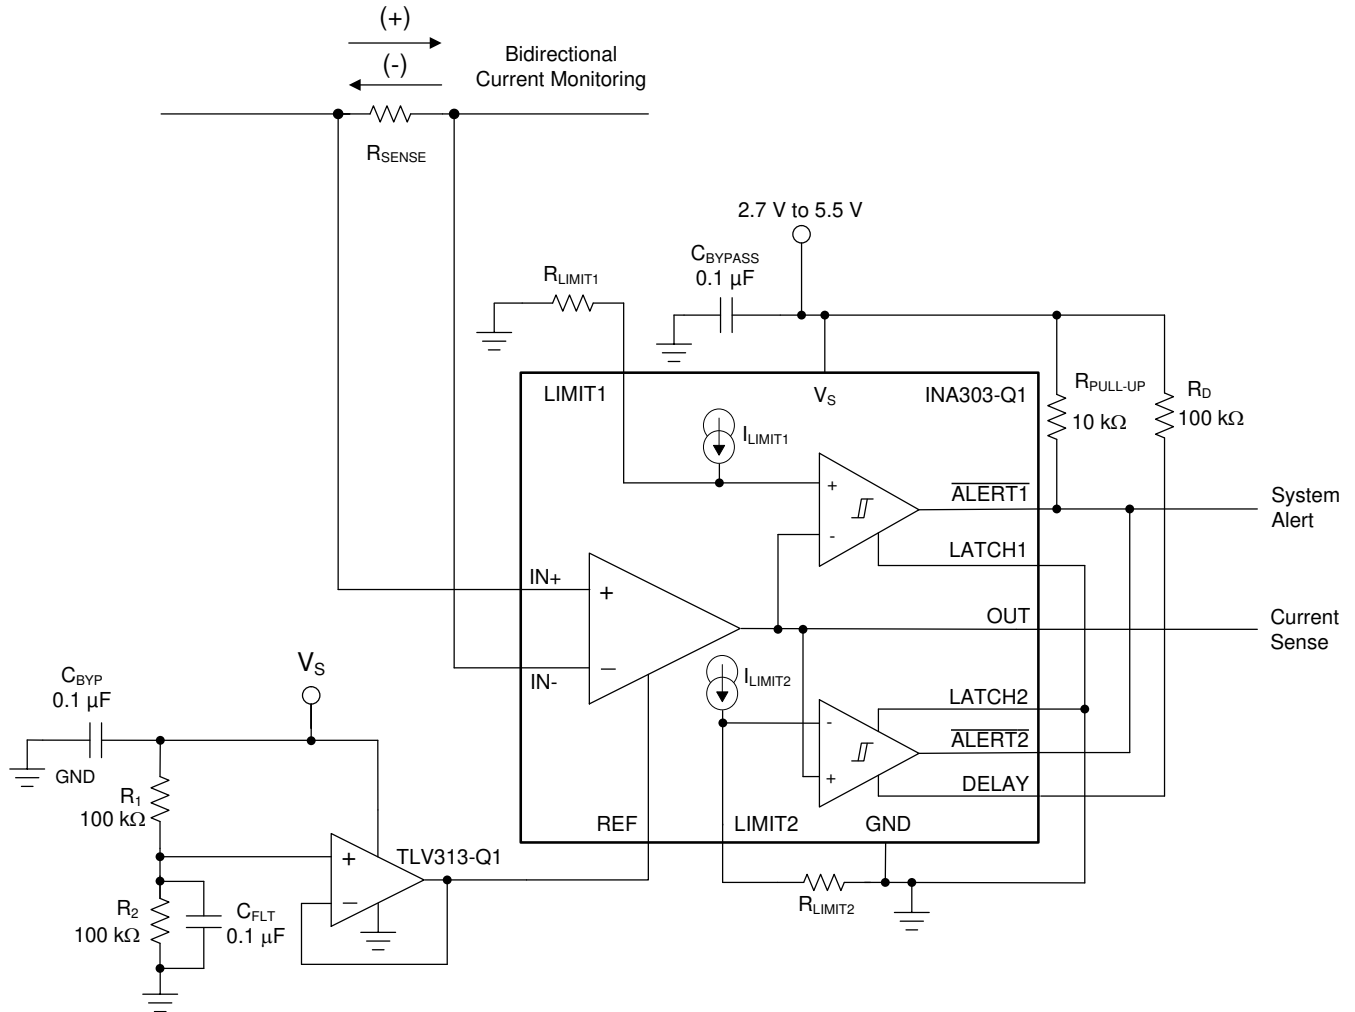 (+)
(-)
Bidirectional
Current Monitoring
RSENSE
2.7 V to 5.5 V
CBYPASS
0.1 µF
RLIMIT1
LIMIT1
VS
INA303-Q1
RPULL-UP
10 kΩ
RD
100 kΩ
ILIMIT1
+
-
ALERT1
System
Alert
LATCH1
IN+
+
OUT
Current
Sense
IN-
–
ILIMIT2
LATCH2
-
+
ALERT2
DELAY
REF
LIMIT2
GND
RLIMIT2
VS
CBYP
0.1 µF
GND
R1
100 kΩ
+
–
TLV313-Q1
R2
100 kΩ
CFLT
0.1 µF